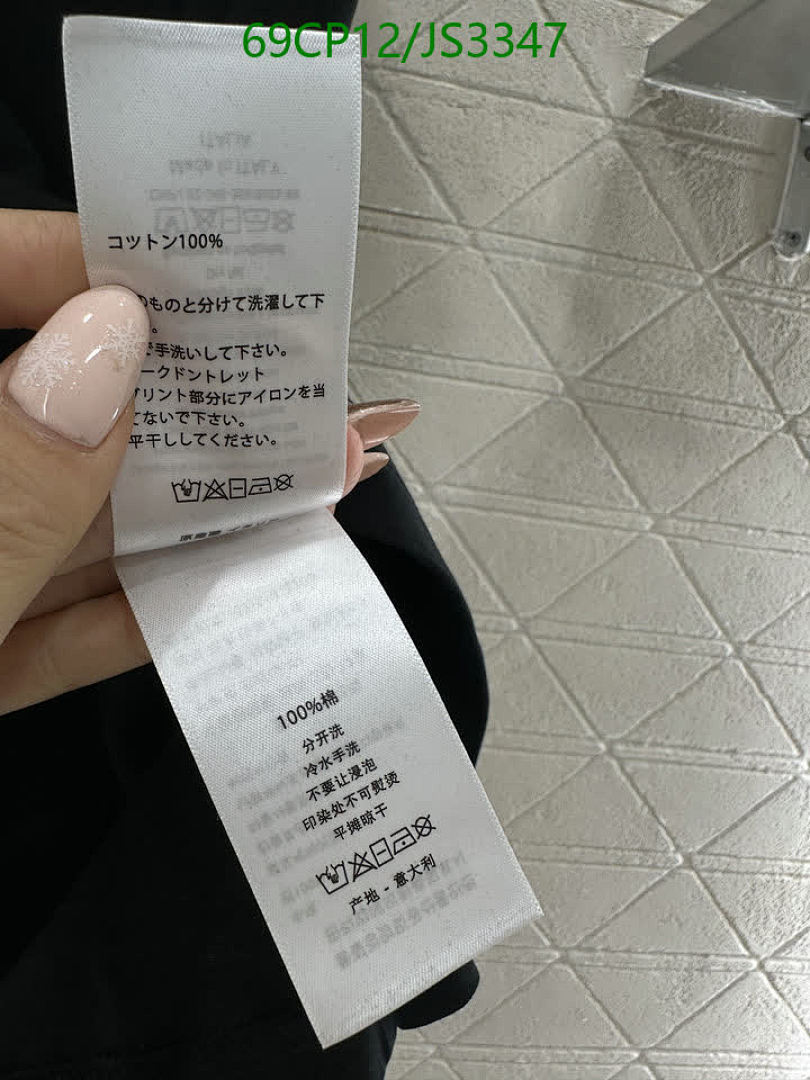 69CP12/JS3347
コットン100%
のものと分けて洗濯して下
。
で手洗いして下さい。
ークドントレット
プリント部分にアイロンを当
てないで下さい。
平干ししてください。
100%棉
分开洗
冷水手洗
不要让浸泡
印染处不可熨烫
平摊晾干
产地 - 意大利